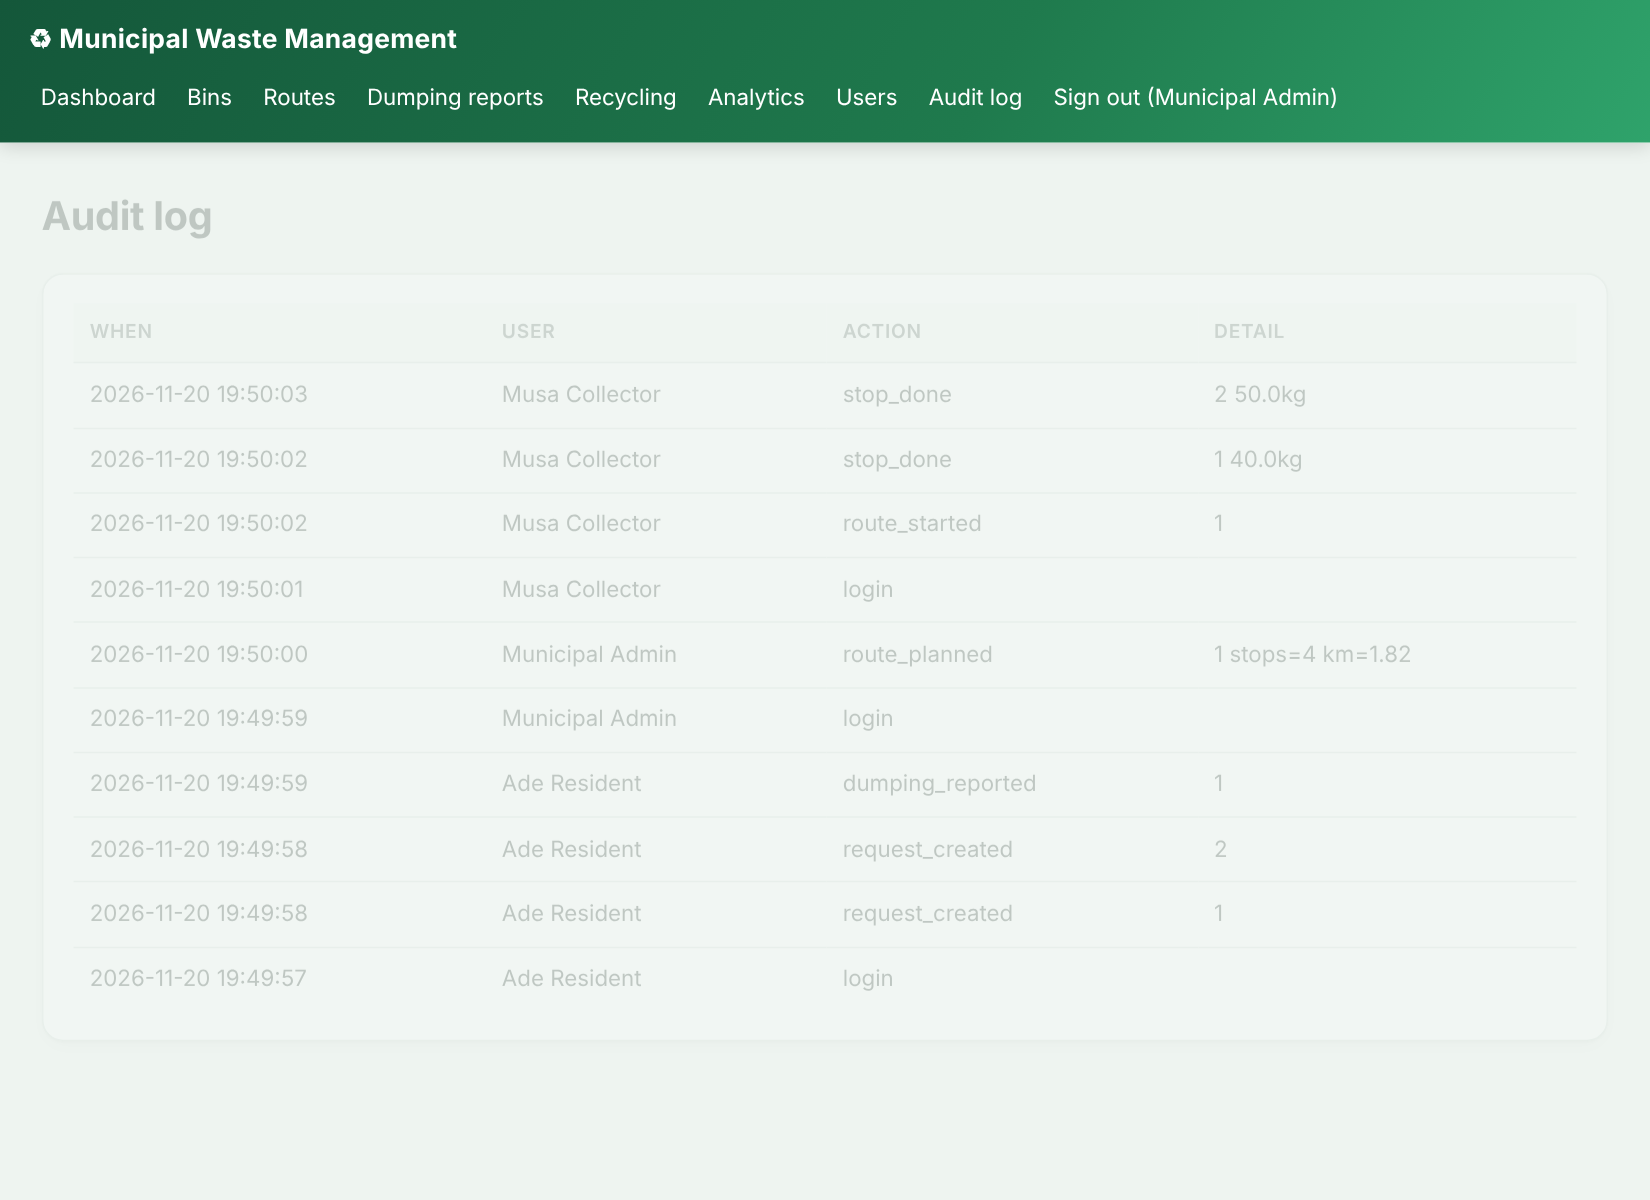 ♻ Municipal Waste Management
Dashboard Bins Routes Dumping reports Recycling Analytics Users Audit log Sign out (Municipal Admin)
Audit log
WHEN USER ACTION DETAIL
2026-11-20 19:50:03 Musa Collector stop_done 2 50.0kg
2026-11-20 19:50:02 Musa Collector stop_done 1 40.0kg
2026-11-20 19:50:02 Musa Collector route_started 1
2026-11-20 19:50:01 Musa Collector login
2026-11-20 19:50:00 Municipal Admin route_planned 1 stops=4 km=1.82
2026-11-20 19:49:59 Municipal Admin login
2026-11-20 19:49:59 Ade Resident dumping_reported 1
2026-11-20 19:49:58 Ade Resident request_created 2
2026-11-20 19:49:58 Ade Resident request_created 1
2026-11-20 19:49:57 Ade Resident login